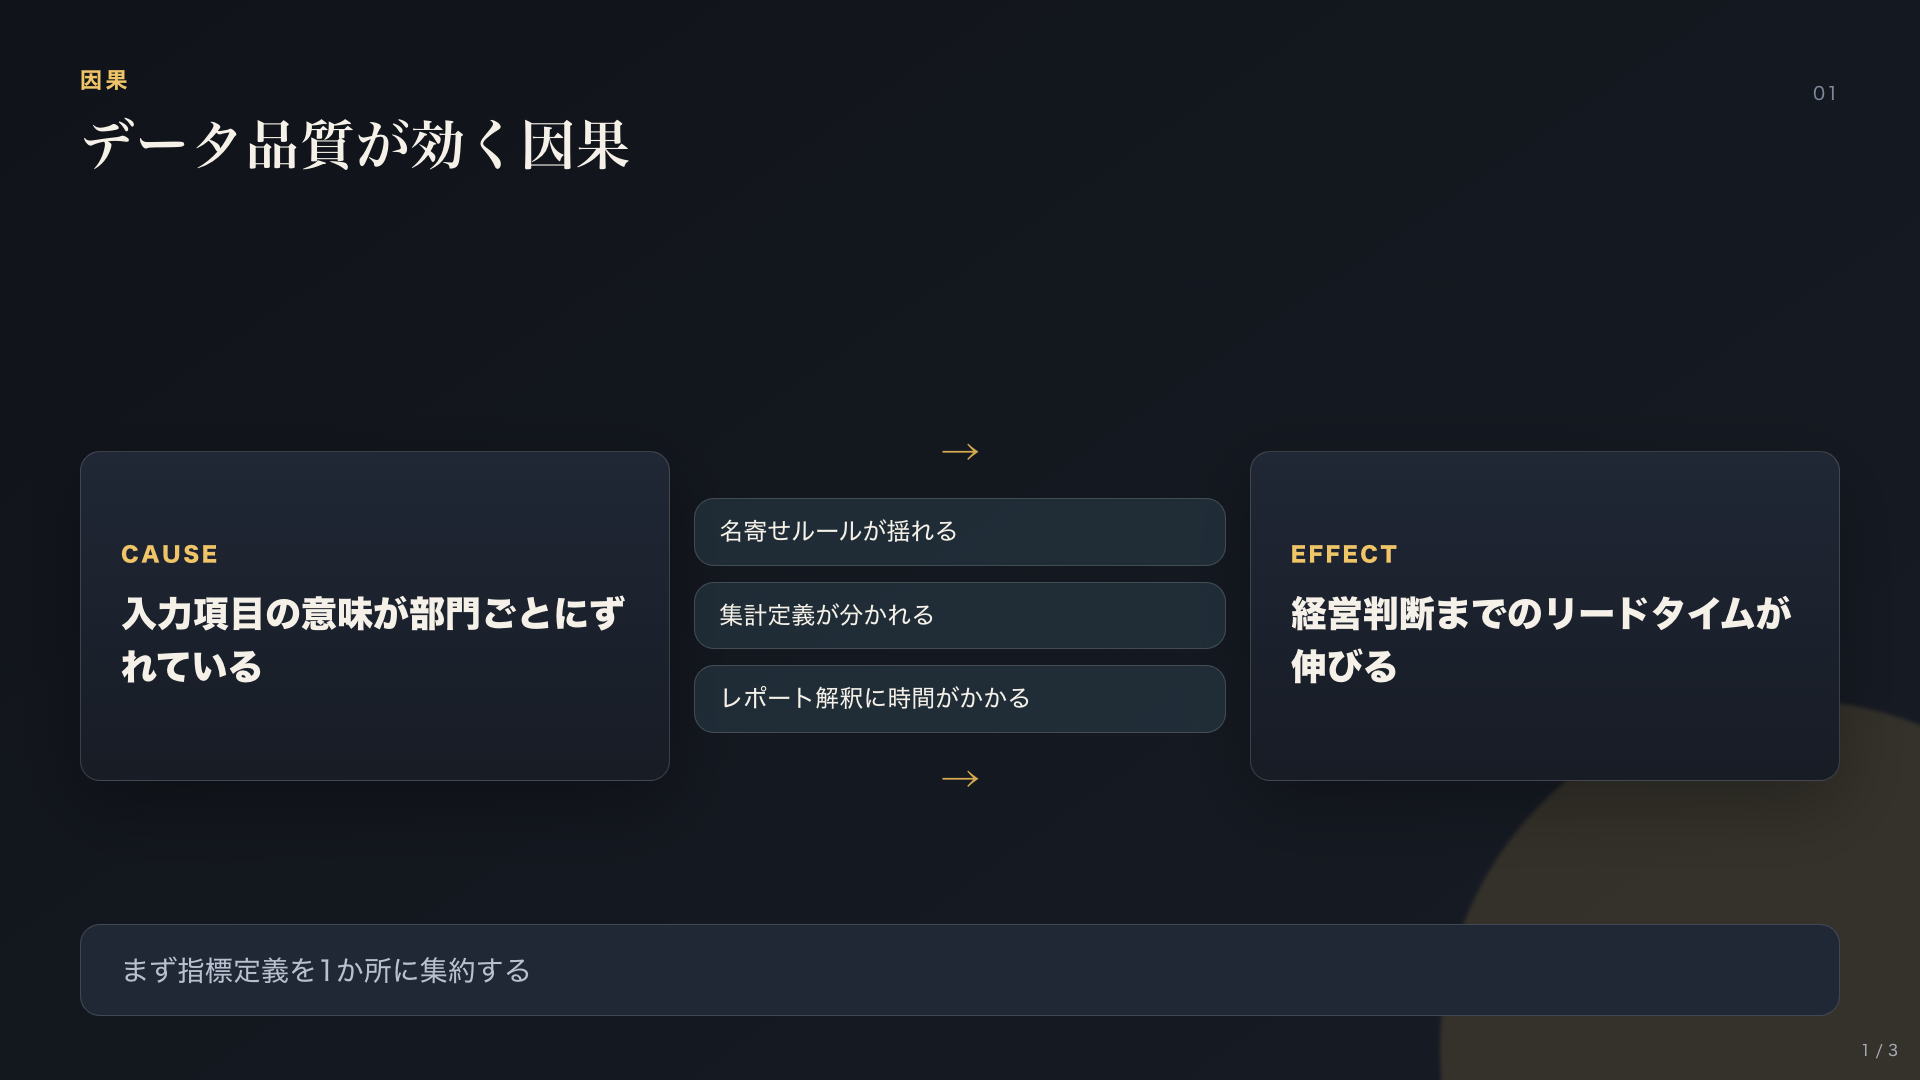 因果
データ品質が効く因果
01
CAUSE
入力項目の意味が部門ごとにず
れている
→
名寄せルールが揺れる
集計定義が分かれる
レポート解釈に時間がかかる
→
EFFECT
経営判断までのリードタイムが
伸びる
まず指標定義を1か所に集約する
1 / 3